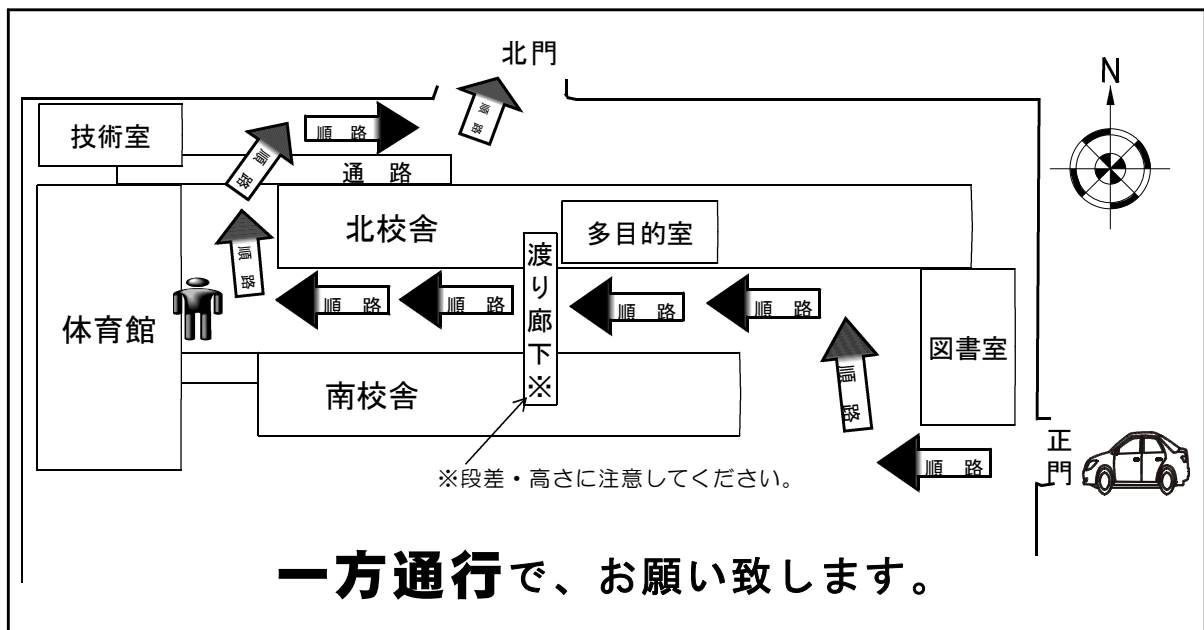 北門
N
技術室
順　路
順　路
順　路
通　路
北校舎
多目的室
渡り廊下※
順　路
体育館
順　路
順　路
順　路
順　路
順　路
図書室
南校舎
順　路
正門
※段差・高さに注意してください。
一方通行で、お願い致します。